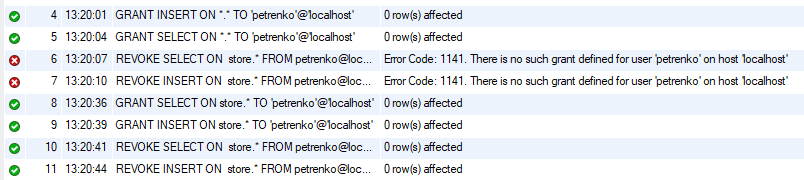 4 13:20:01 GRANT INSERT ON *.* TO 'petrenko'@'localhost' 0 row(s) affected
5 13:20:04 GRANT SELECT ON *.* TO 'petrenko'@'localhost' 0 row(s) affected
6 13:20:07 REVOKE SELECT ON store.* FROM petrenko@loc... Error Code: 1141. There is no such grant defined for user 'petrenko' on host 'localhost'
7 13:20:10 REVOKE INSERT ON store.* FROM petrenko@loc... Error Code: 1141. There is no such grant defined for user 'petrenko' on host 'localhost'
8 13:20:36 GRANT SELECT ON store.* TO 'petrenko'@'localhost' 0 row(s) affected
9 13:20:39 GRANT INSERT ON store.* TO 'petrenko'@'localhost' 0 row(s) affected
10 13:20:41 REVOKE SELECT ON store.* FROM petrenko@loc... 0 row(s) affected
11 13:20:44 REVOKE INSERT ON store.* FROM petrenko@loc... 0 row(s) affected